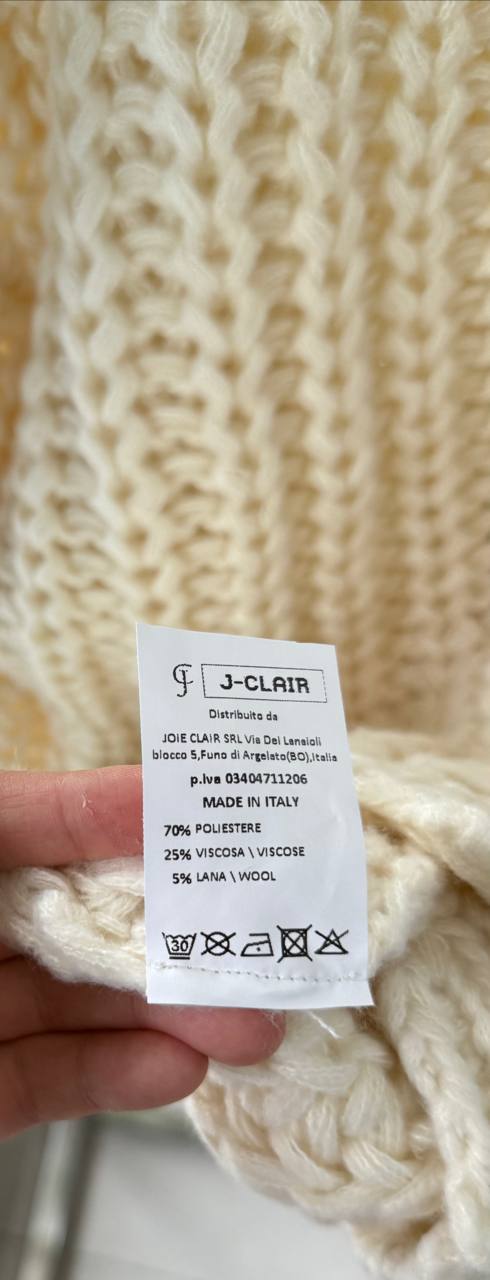 J-CLAIR
Distribuito da
JOIE CLAIR SRL Via Dei Lanaioli
blocco 5,Funo di Argelato(BO),Italia
p.iva 03404711206
MADE IN ITALY
70% POLIESTERE
25% VISCOSA \ VISCOSE
5% LANA \ WOOL
30